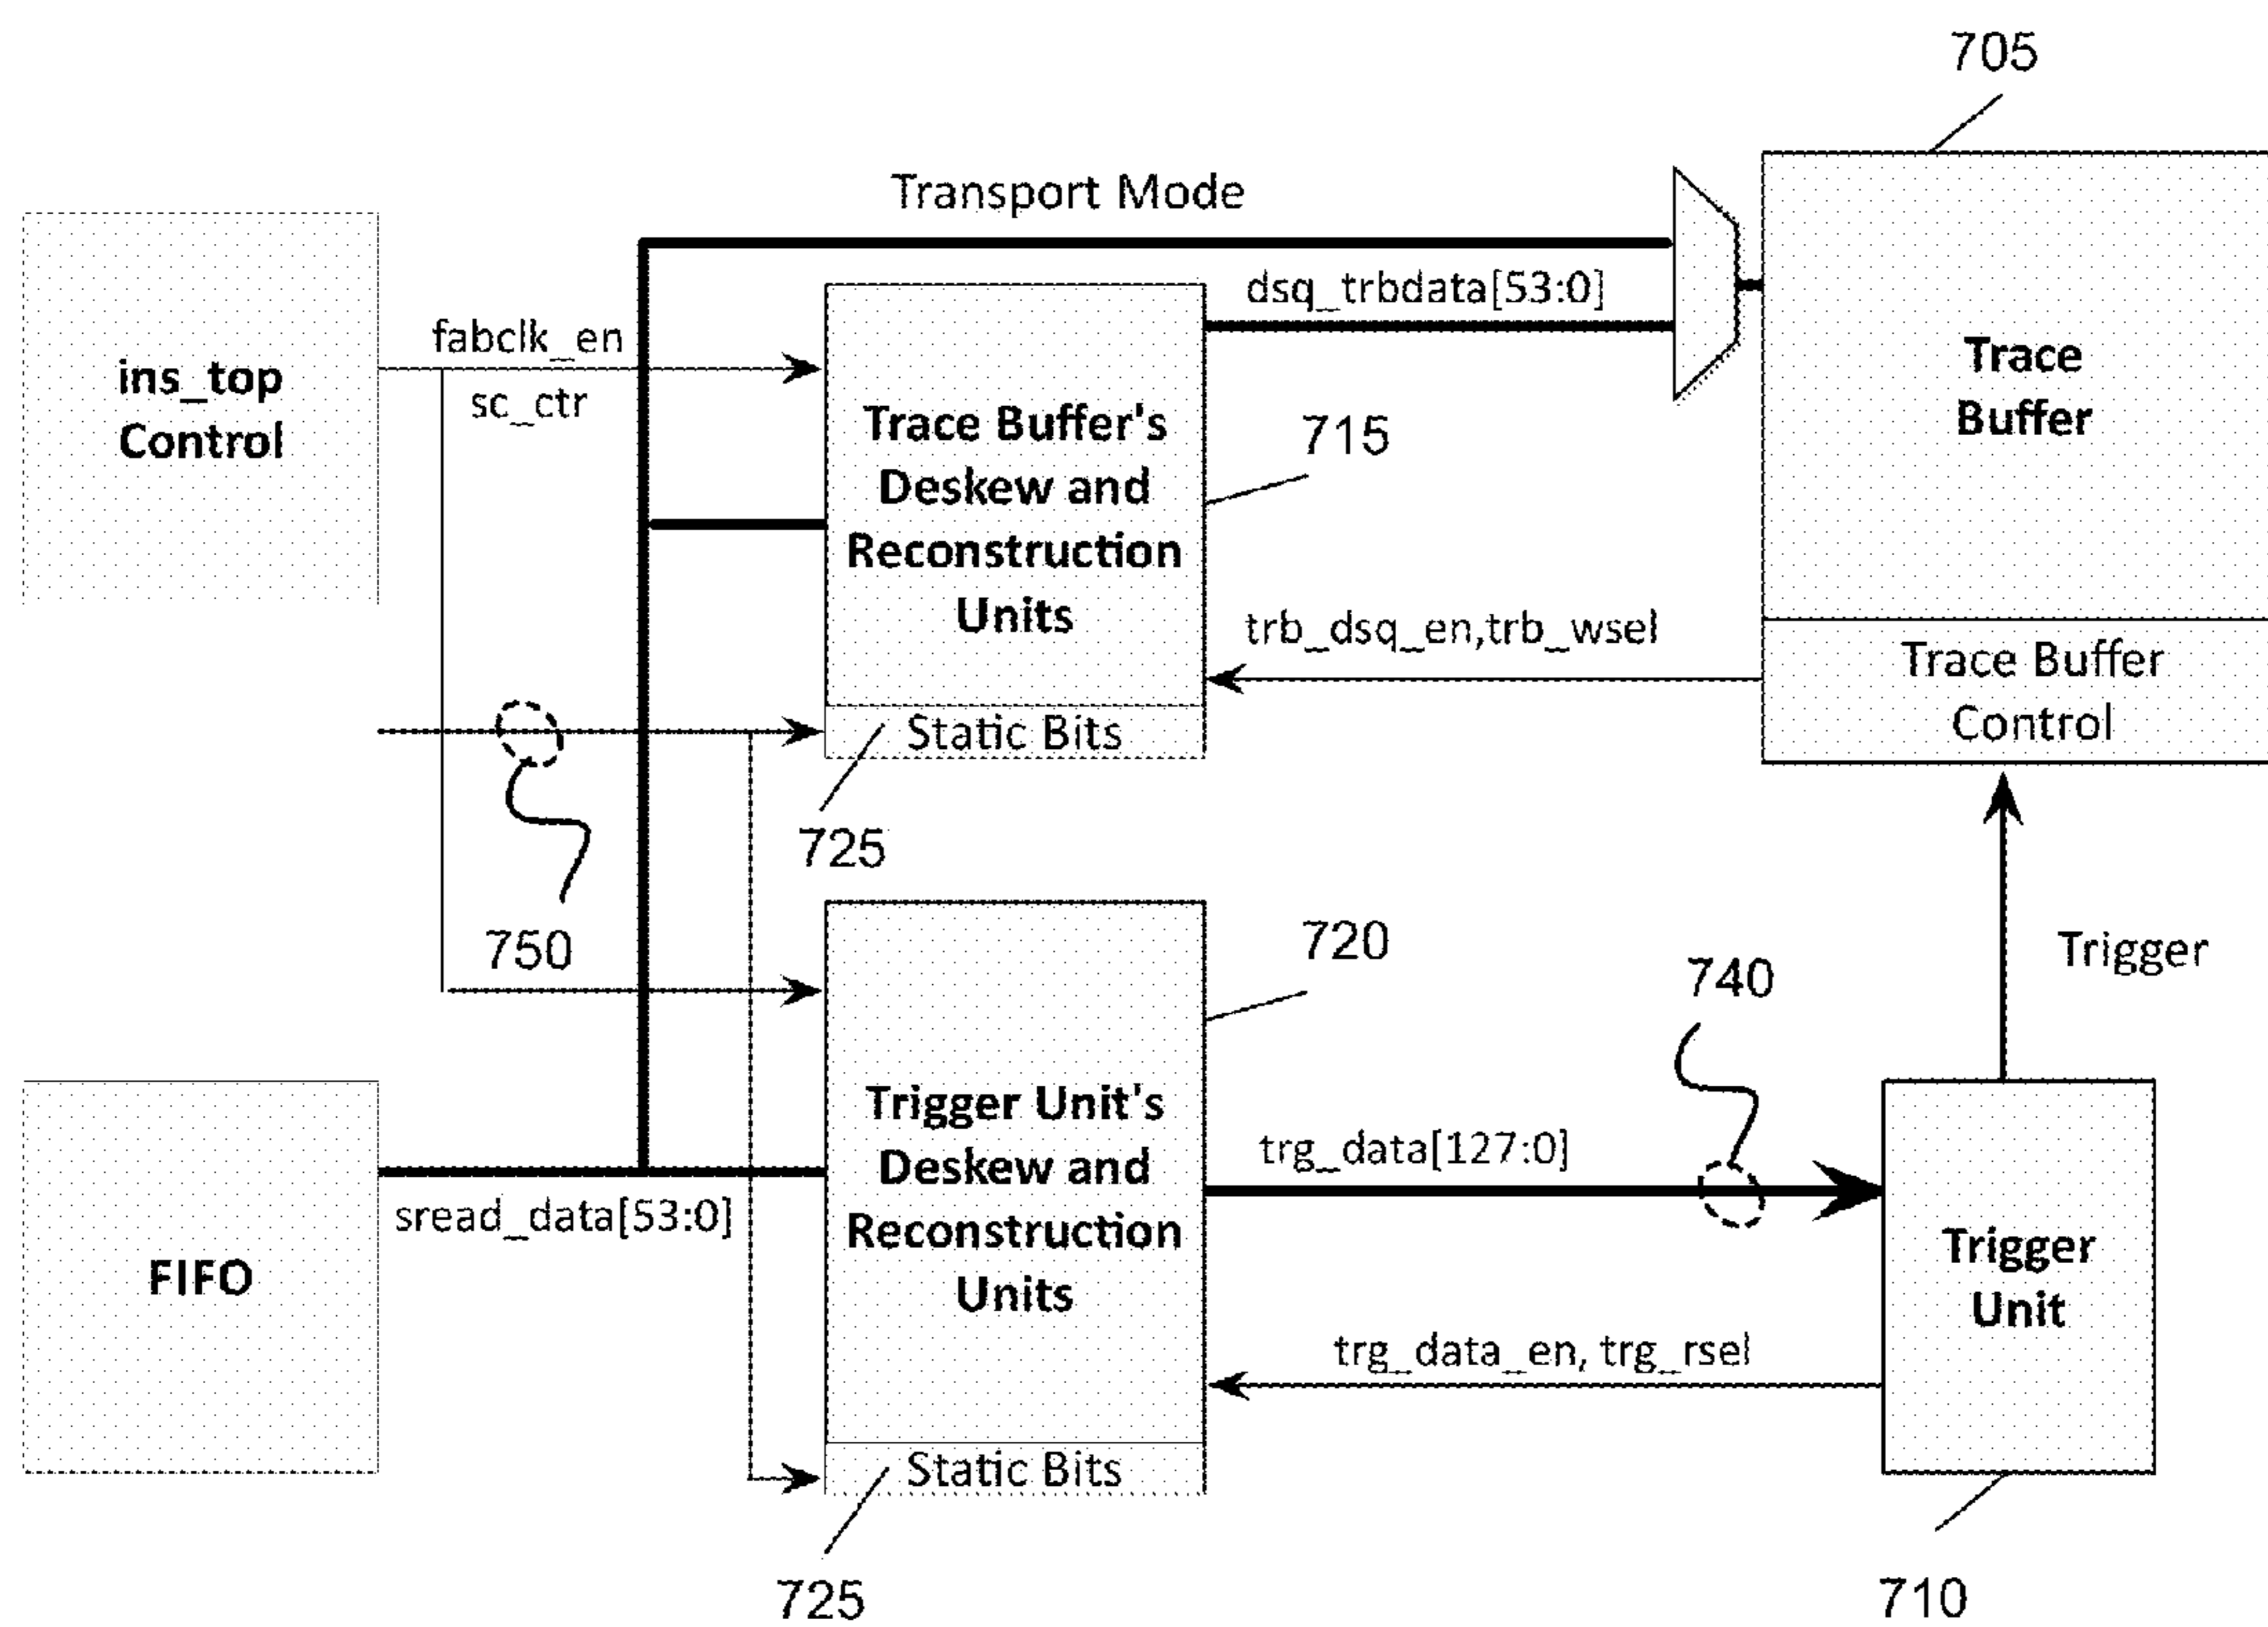 705
Transport Mode
ins_top
Control
fabclk_en
sc_ctr
dsq_trbdata[53:0]
Trace Buffer's
Deskew and
Reconstruction
Units
715
Trace
Buffer
trb_dsq_en,trb_wsel
Trace Buffer
Control
Static Bits
725
750
720
740
Trigger
FIFO
sread_data[53:0]
Trigger Unit's
Deskew and
Reconstruction
Units
trg_data[127:0]
Trigger
Unit
trg_data_en, trg_rsel
Static Bits
725
710